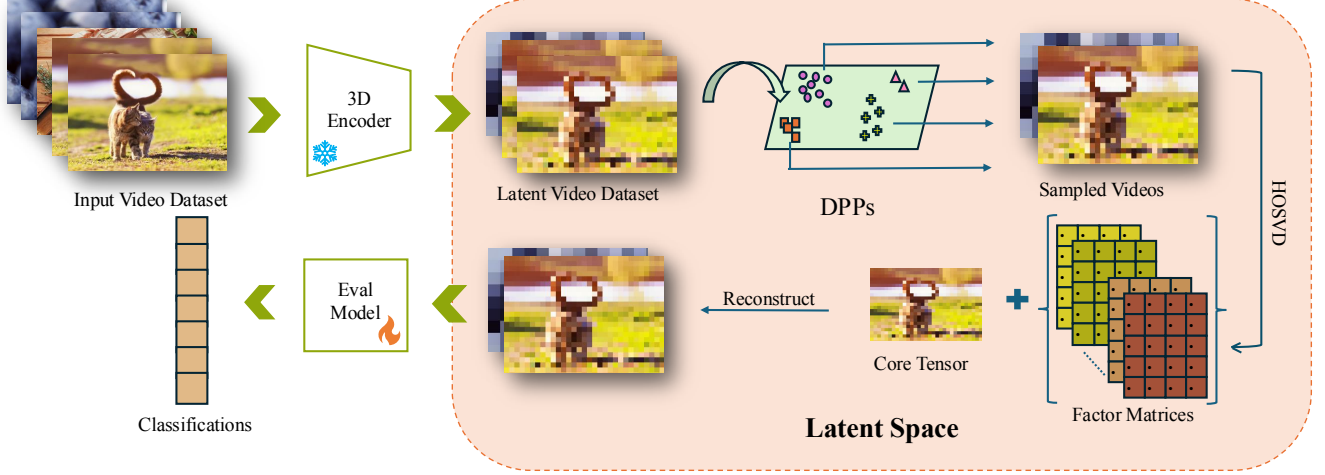 3D
Encoder
Input Video Dataset
Latent Video Dataset
DPPs
Sampled Videos
HOSVD
Eval
Model
Reconstruct
Core Tensor
Factor Matrices
Classifications
Latent Space